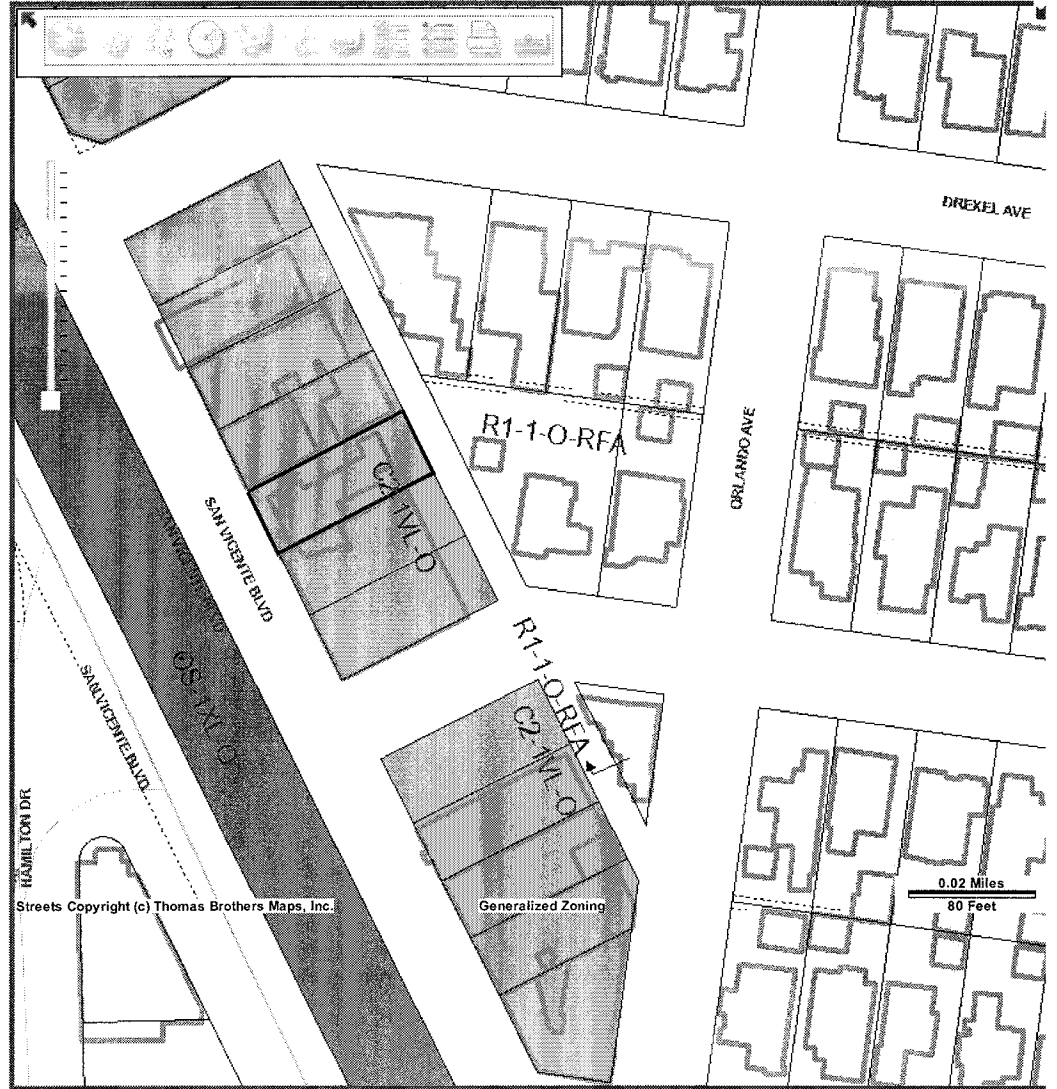 DREXEL AVE
R1-1-O-RFA
ORLANDO AVE
C2-1VL-O
SAN VICENTE BLVD
OS-1XL-O
SAN VICENTE BLVD
R1-1-O-RFA
C2-1VL-O
HAMILTON DR
0.02 Miles
80 Feet
Streets Copyright (c) Thomas Brothers Maps, Inc.
Generalized Zoning